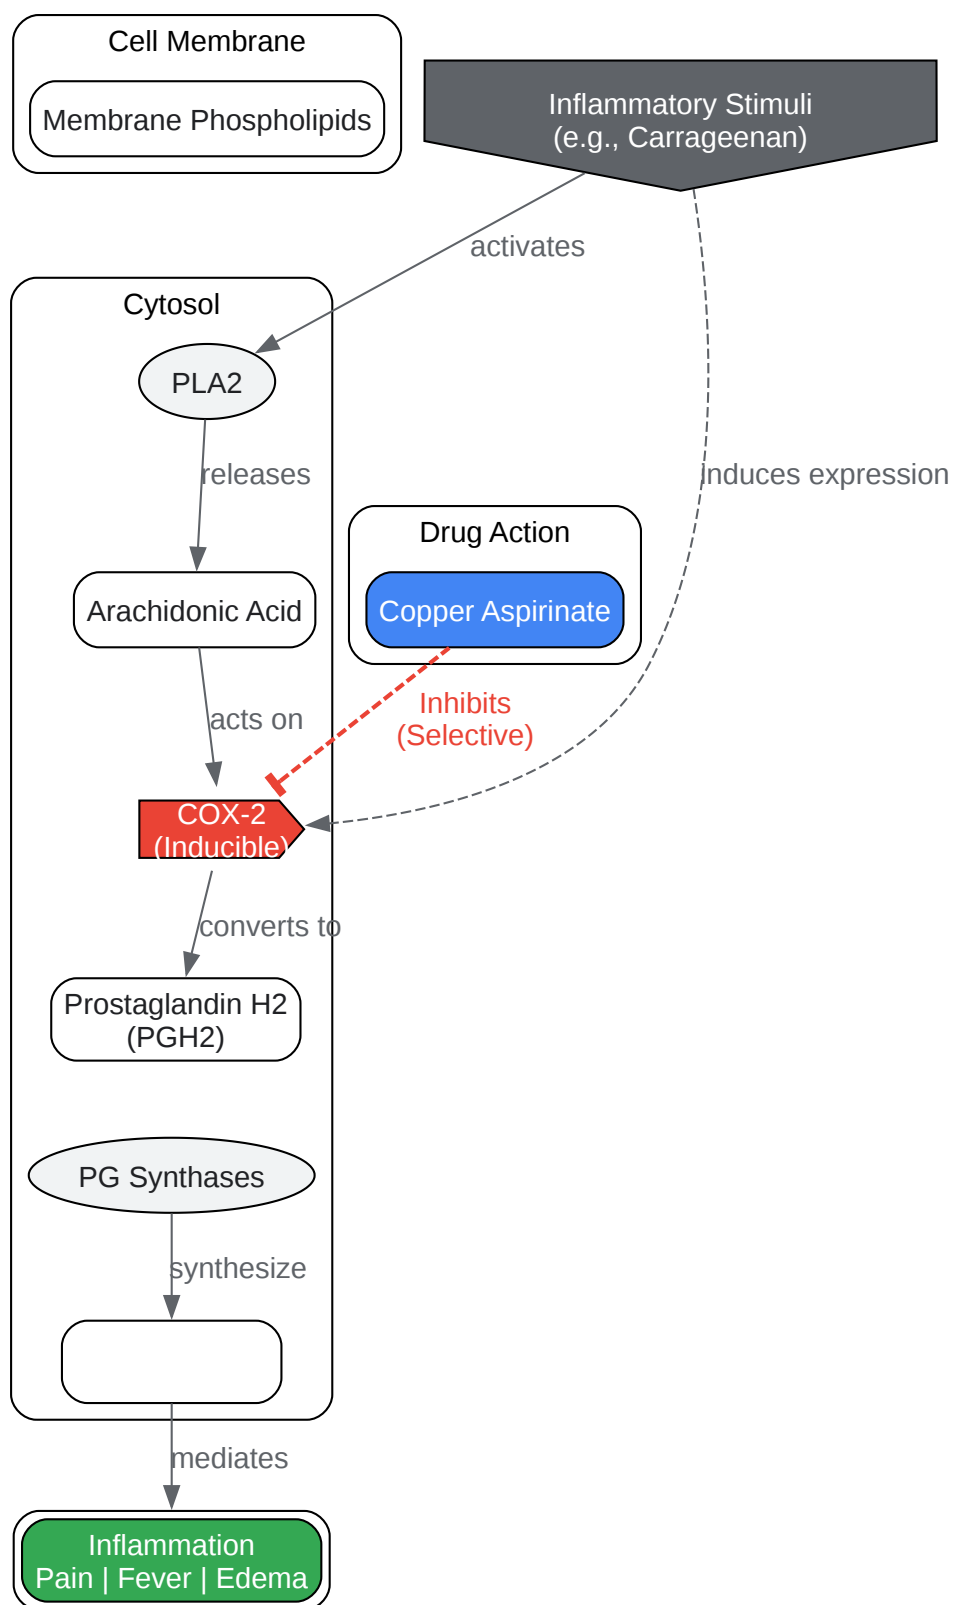 Cell Membrane
Membrane Phospholipids
Inflammatory Stimuli
(e.g., Carrageenan)
activates
Cytosol
PLA2
releases
induces expression
Drug Action
Copper Aspirinate
Arachidonic Acid
Inhibits
(Selective)
acts on
COX-2
(Inducible)
converts to
Prostaglandin H2
(PGH2)
PG Synthases
synthesize
mediates
Inflammation
Pain | Fever | Edema